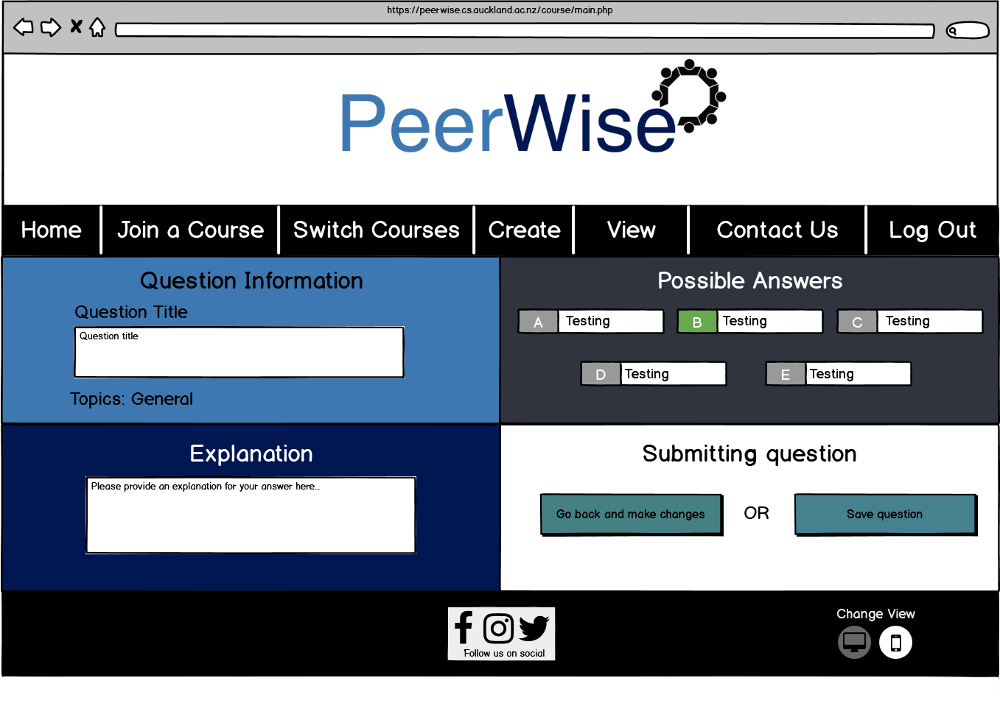 https://peerwise.cs.auckland.ac.nz/course/main.php
PeerWise
Home Join a Course Switch Courses Create View Contact Us Log Out
Question Information
Question Title
Question title
Topics: General
Possible Answers
A Testing B Testing C Testing
D Testing E Testing
Explanation
Please provide an explanation for your answer here...
Submitting question
Go back and make changes OR Save question
Follow us on social
Change View